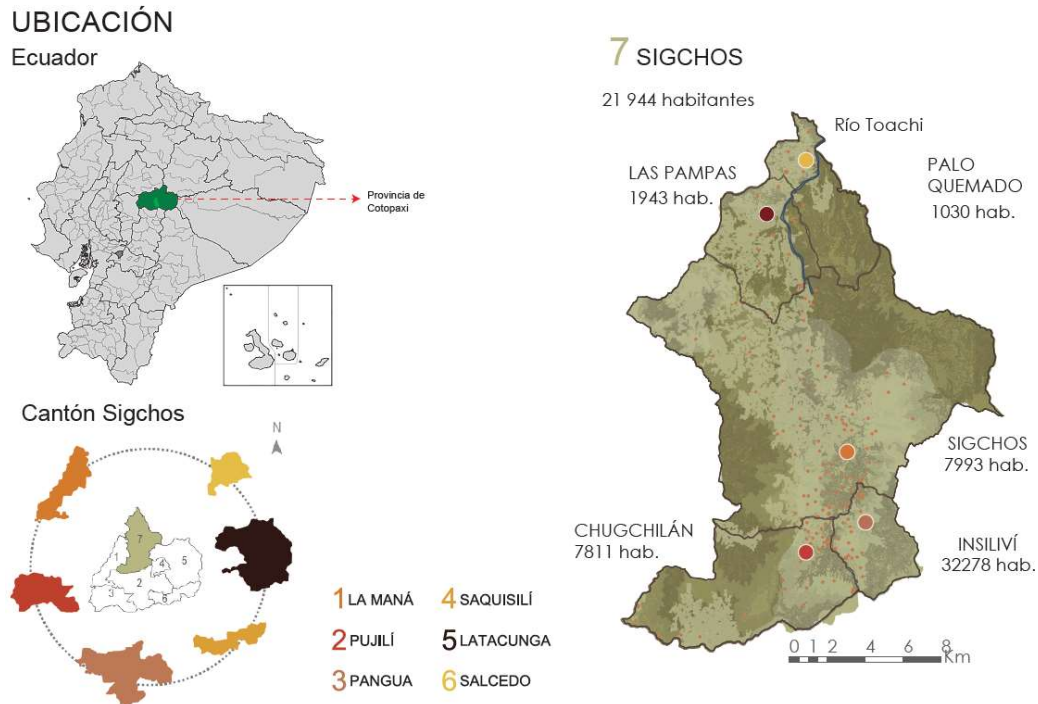 UBICACIÓN
Ecuador
Provincia de
Cotopaxi
Cantón Sigchos
N
7
1
4
5
2
3
6
1 LA MANÁ
4 SAQUISILÍ
2 PUJILÍ
5 LATACUNGA
3 PANGUA
6 SALCEDO
7 SIGCHOS
21 944 habitantes
Río Toachi
LAS PAMPAS
1943 hab.
PALO
QUEMADO
1030 hab.
SIGCHOS
7993 hab.
CHUGCHILÁN
7811 hab.
INSILIVÍ
32278 hab.
0 1 2 4 6 8
Km